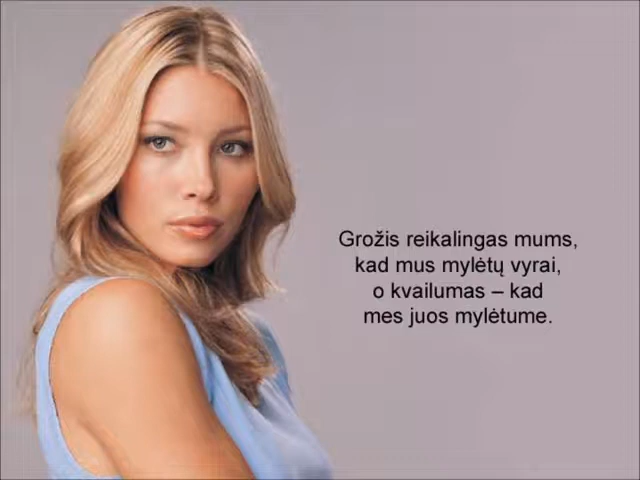 Grožis reikalingas mums,
kad mus mylėtų vyrai,
o kvailumas – kad
mes juos mylėtume.